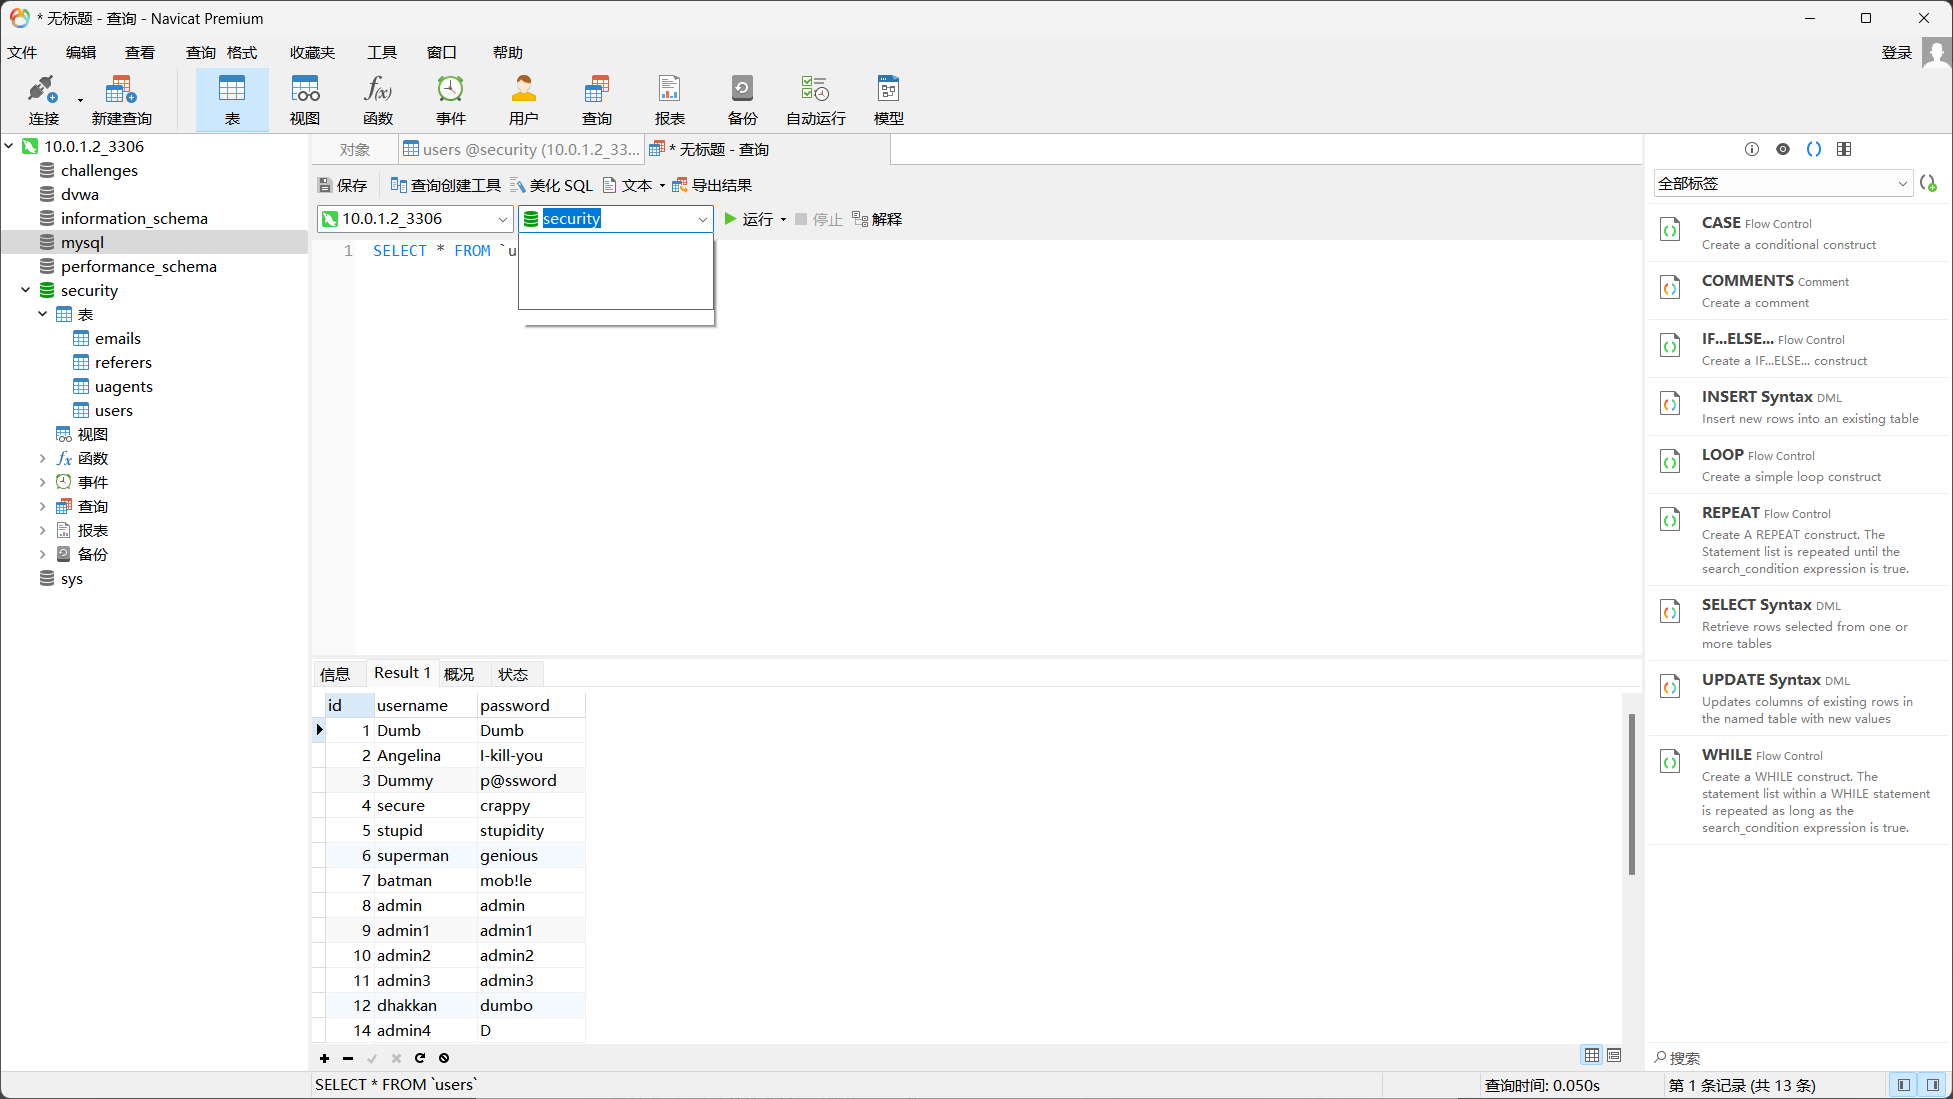 * 无标题 - 查询 - Navicat Premium
文件 编辑 查看 查询 格式 收藏夹 工具 窗口 帮助 登录
连接 新建查询 表 视图 函数 事件 用户 查询 报表 备份 自动运行 模型
10.0.1.2_3306
challenges
dvwa
information_schema
mysql
performance_schema
security
表
emails
referers
uagents
users
视图
函数
事件
查询
报表
备份
sys
对象 users @security (10.0.1.2_33... * 无标题 - 查询
保存 查询创建工具 美化 SQL 文本 导出结果
10.0.1.2_3306 security 运行 停止 解释
1 SELECT * FROM `u
信息 Result 1 概况 状态
id username password
1 Dumb Dumb
2 Angelina I-kill-you
3 Dummy p@ssword
4 secure crappy
5 stupid stupidity
6 superman genious
7 batman mob!le
8 admin admin
9 admin1 admin1
10 admin2 admin2
11 admin3 admin3
12 dhakkan dumbo
14 admin4 D
全部标签
CASE Flow Control
Create a conditional construct
COMMENTS Comment
Create a comment
IF...ELSE... Flow Control
Create a IF...ELSE... construct
INSERT Syntax DML
Insert new rows into an existing table
LOOP Flow Control
Create a simple loop construct
REPEAT Flow Control
Create A REPEAT construct. The
Statement list is repeated until the
search_condition expression is true.
SELECT Syntax DML
Retrieve rows selected from one or
more tables
UPDATE Syntax DML
Updates columns of existing rows in
the named table with new values
WHILE Flow Control
Create a WHILE construct. The
statement list within a WHILE statement
is repeated as long as the
search_condition expression is true.
搜索
SELECT * FROM `users` 查询时间: 0.050s 第 1 条记录 (共 13 条)